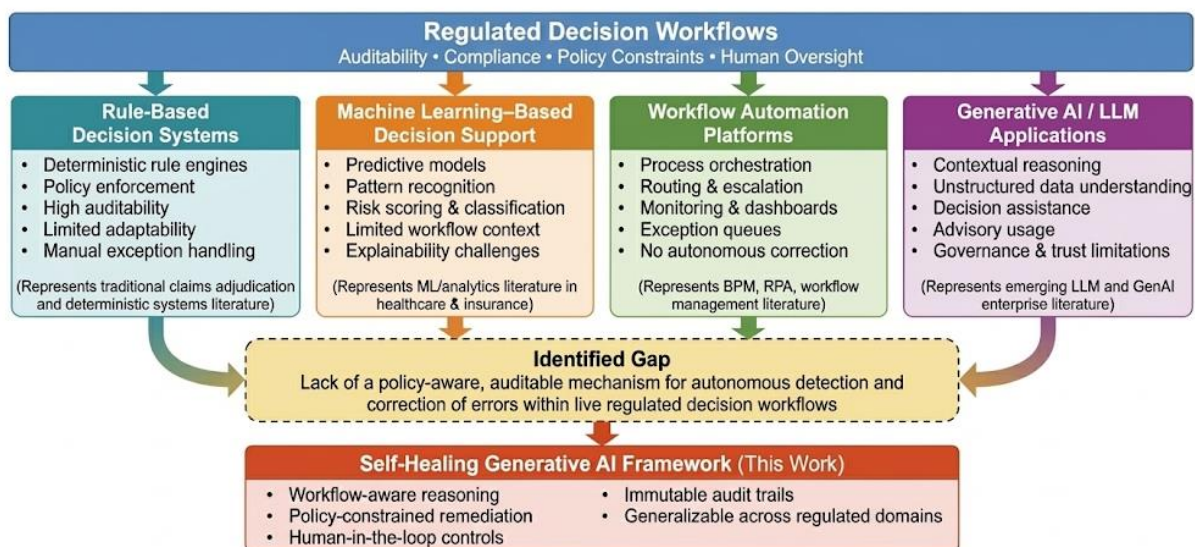 Regulated Decision Workflows
Auditability • Compliance • Policy Constraints • Human Oversight
Rule-Based
Decision Systems
• Deterministic rule engines
• Policy enforcement
• High auditability
• Limited adaptability
• Manual exception handling
(Represents traditional claims adjudication
and deterministic systems literature)
Machine Learning–Based
Decision Support
• Predictive models
• Pattern recognition
• Risk scoring & classification
• Limited workflow context
• Explainability challenges
(Represents ML/analytics literature in
healthcare & insurance)
Workflow Automation
Platforms
• Process orchestration
• Routing & escalation
• Monitoring & dashboards
• Exception queues
• No autonomous correction
(Represents BPM, RPA, workflow
management literature)
Generative AI / LLM
Applications
• Contextual reasoning
• Unstructured data understanding
• Decision assistance
• Advisory usage
• Governance & trust limitations
(Represents emerging LLM and GenAI
enterprise literature)
Identified Gap
Lack of a policy-aware, auditable mechanism for autonomous detection and
correction of errors within live regulated decision workflows
Self-Healing Generative AI Framework (This Work)
• Workflow-aware reasoning
• Policy-constrained remediation
• Human-in-the-loop controls
• Immutable audit trails
• Generalizable across regulated domains